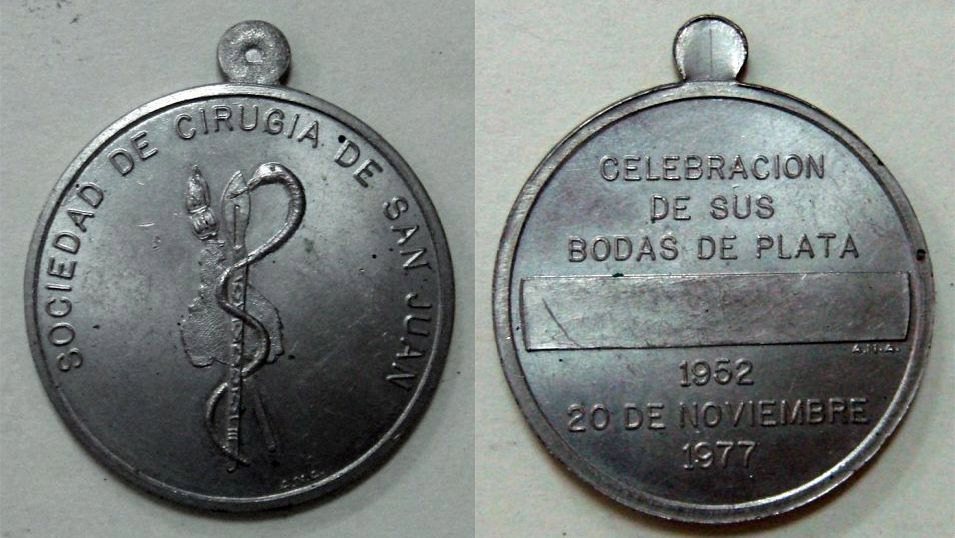 SOCIEDAD DE CIRUGIA DE SAN JUAN
CELEBRACION
DE SUS
BODAS DE PLATA
A.M.A.
1952
20 DE NOVIEMBRE
1977